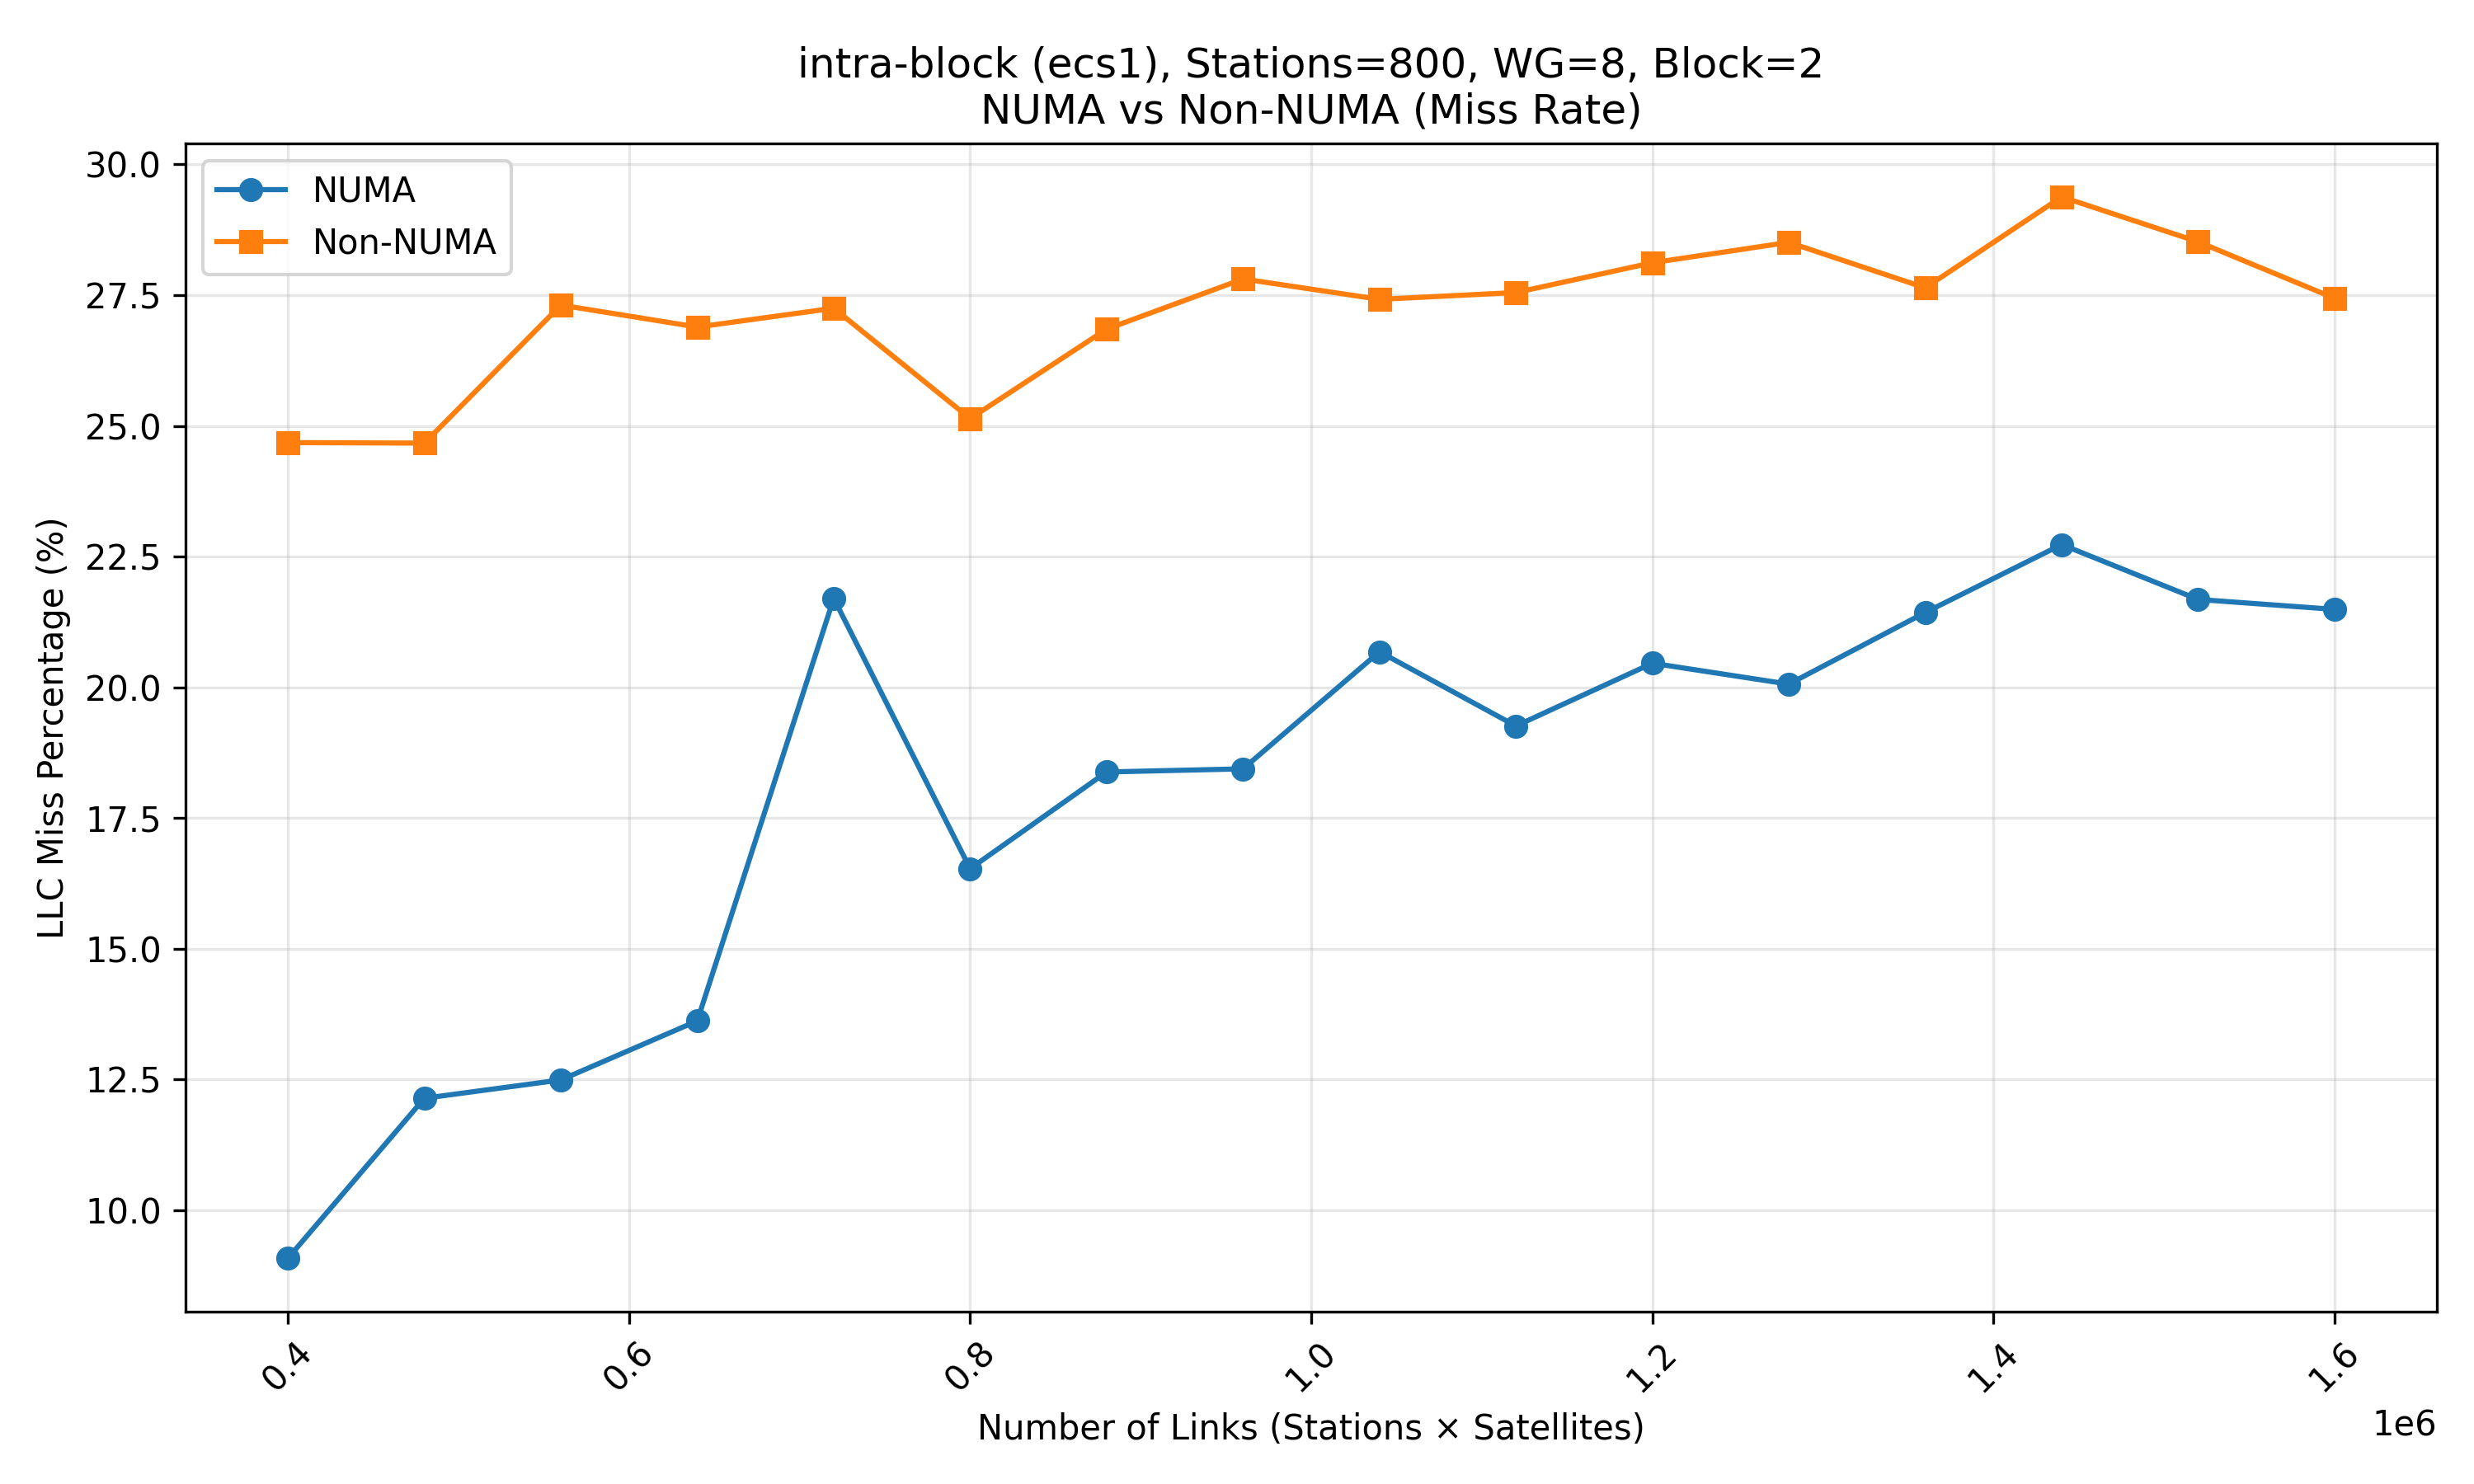 intra-block (ecs1), Stations=800, WG=8, Block=2
NUMA vs Non-NUMA (Miss Rate)
NUMA
Non-NUMA
LLC Miss Percentage (%)
30.0
27.5
25.0
22.5
20.0
17.5
15.0
12.5
10.0
0.4
0.6
0.8
1.0
1.2
1.4
1.6
1e6
Number of Links (Stations × Satellites)